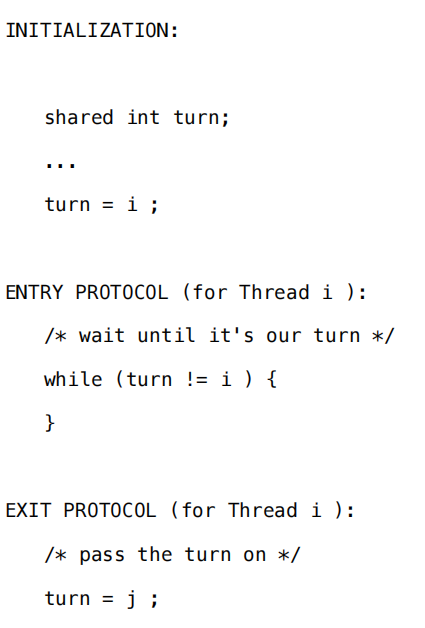 INITIALIZATION:
shared int turn;
...
turn = i ;
ENTRY PROTOCOL (for Thread i ):
/* wait until it's our turn */
while (turn != i ) {
}
EXIT PROTOCOL (for Thread i ):
/* pass the turn on */
turn = j ;